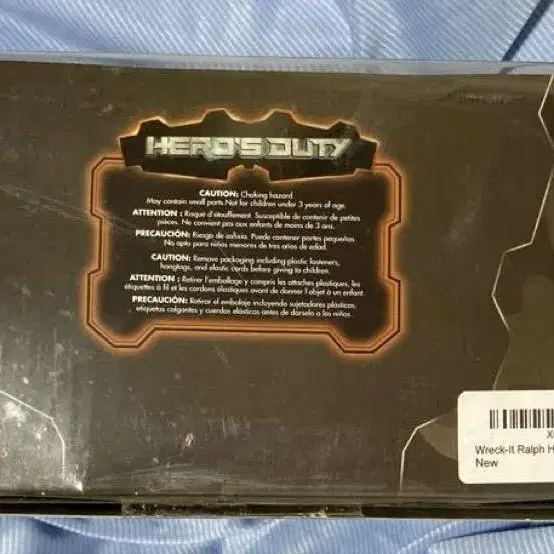 HERO'S DUTY
CAUTION: Choking hazard.
May contain small parts. Not for children under 3 years of age.
ATTENTION : Risque d'étouffement. Susceptible de contenir de petites
pièces. Ne convient pas aux enfants de moins de 3 ans.
PRECAUCIÓN: Riesgo de asfixia. Puede contener partes pequeñas
No apto para niños menores de tres años de edad.
CAUTION: Remove packaging including plastic fasteners,
hangtags, and elastic cords before giving to children.
ATTENTION : Retirer l'emballage y compris les attaches plastiques, les
étiquettes à fil et les cordons élastiques avant de donner l'objet à un enfant.
PRECAUCIÓN: Retirar el embalaje incluyendo sujetadores plásticos,
etiquetas colgantes y cuerdas elásticas antes de dárselo a los niños.
5
Wreck-It Ralph H
New